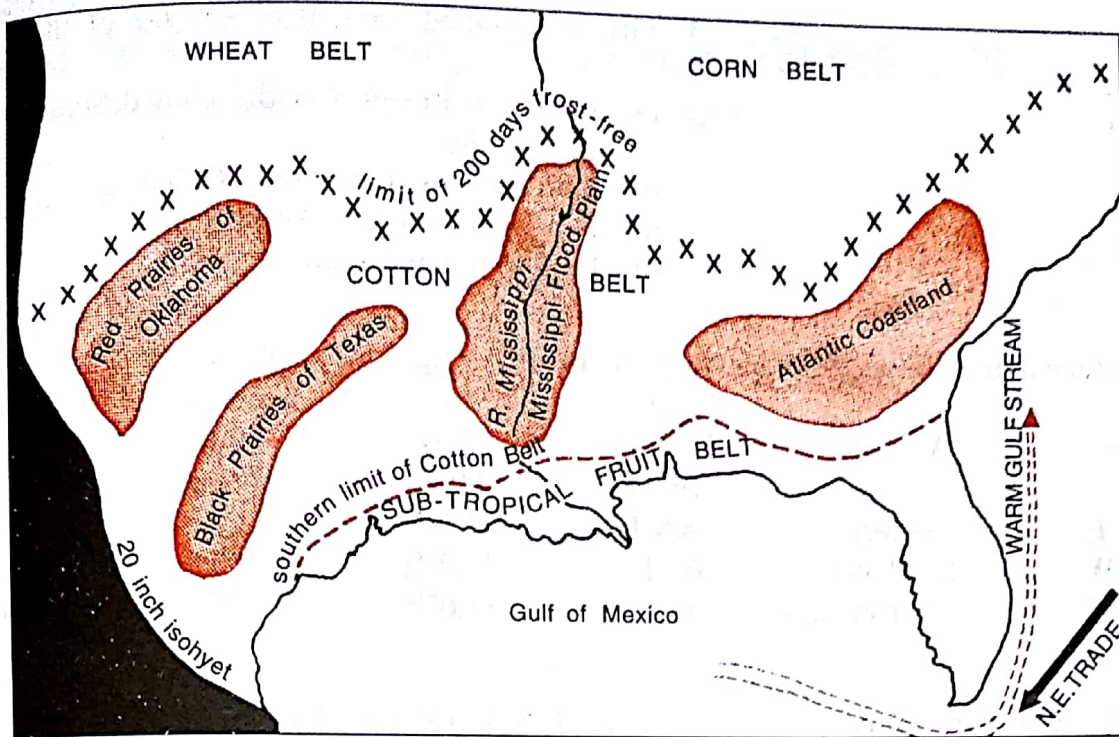 WHEAT BELT
CORN BELT
limit of 200 days frost-free
Red Prairies of
Oklanoma
COTTON BELT
R. Mississippi
Mississippi Flood Plain
Atlantic Coastland
Black Prairies of Texas
southern limit of Cotton Belt
SUB-TROPICAL FRUIT BELT
WARM GULF STREAM
20 inch isohyet
Gulf of Mexico
N.E.TRADE